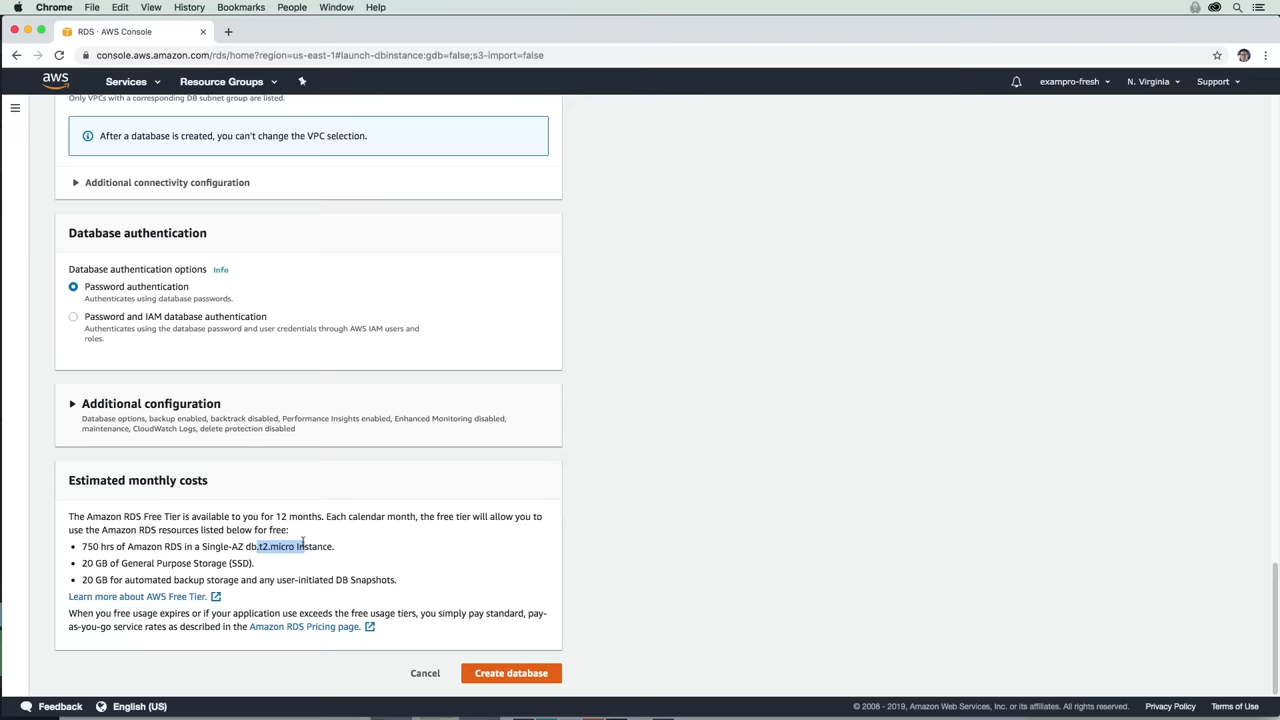 Chrome File Edit View History Bookmarks People Window Help
RDS · AWS Console
console.aws.amazon.com/rds/home?region=us-east-1#launch-dbinstance:gdb=false;s3-import=false
aws Services Resource Groups exampro-fresh N. Virginia Support
Only VPCs with a corresponding DB subnet group are listed.
After a database is created, you can't change the VPC selection.
Additional connectivity configuration
Database authentication
Database authentication options Info
Password authentication
Authenticates using database passwords.
Password and IAM database authentication
Authenticates using the database password and user credentials through AWS IAM users and
roles.
Additional configuration
Database options, backup enabled, backtrack disabled, Performance Insights enabled, Enhanced Monitoring disabled,
maintenance, CloudWatch Logs, delete protection disabled
Estimated monthly costs
The Amazon RDS Free Tier is available to you for 12 months. Each calendar month, the free tier will allow you to
use the Amazon RDS resources listed below for free:
• 750 hrs of Amazon RDS in a Single-AZ db.t2.micro Instance.
• 20 GB of General Purpose Storage (SSD).
• 20 GB for automated backup storage and any user-initiated DB Snapshots.
Learn more about AWS Free Tier.
When you free usage expires or if your application use exceeds the free usage tiers, you simply pay standard, pay-
as-you-go service rates as described in the Amazon RDS Pricing page.
Cancel Create database
Feedback English (US) © 2008 - 2019, Amazon Web Services, Inc. or its affiliates. All rights reserved. Privacy Policy Terms of Use